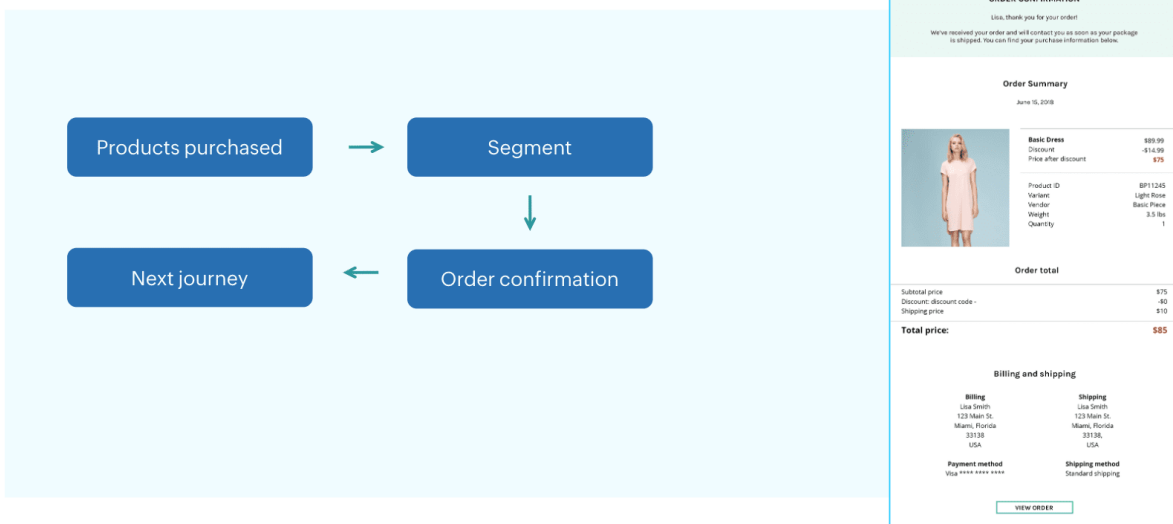 Products purchased
Segment
Order confirmation
Next journey
ORDER CONFIRMATION
Lisa, thank you for your order!
We've received your order and will contact you as soon as your package
is shipped. You can find your purchase information below.
Order Summary
June 15, 2018
Basic Dress $89.99
Discount -$14.99
Price after discount $75
Product ID BP11245
Variant Light Rose
Vendor Basic Piece
Weight 3.5 lbs
Quantity 1
Order total
Subtotal price $75
Discount: discount code - -$0
Shipping price $10
Total price: $85
Billing and shipping
Billing Shipping
Lisa Smith Lisa Smith
123 Main St. 123 Main St.
Miami, Florida Miami, Florida
33138 33138,
USA USA
Payment method Shipping method
Visa **** **** **** Standard shipping
VIEW ORDER